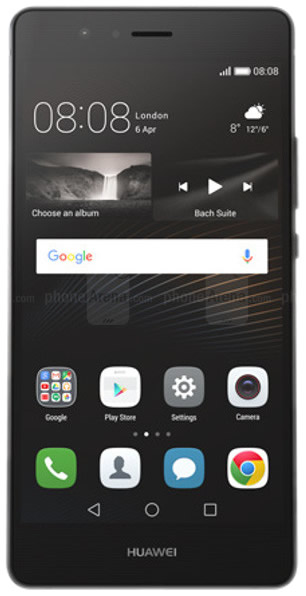 08:08
08:08
London
6 Apr
8° 12°/6°
Choose an album
Bach Suite
Google
phoneArena.com phoneArena.com
Google
Play Store
Settings
Camera
HUAWEI